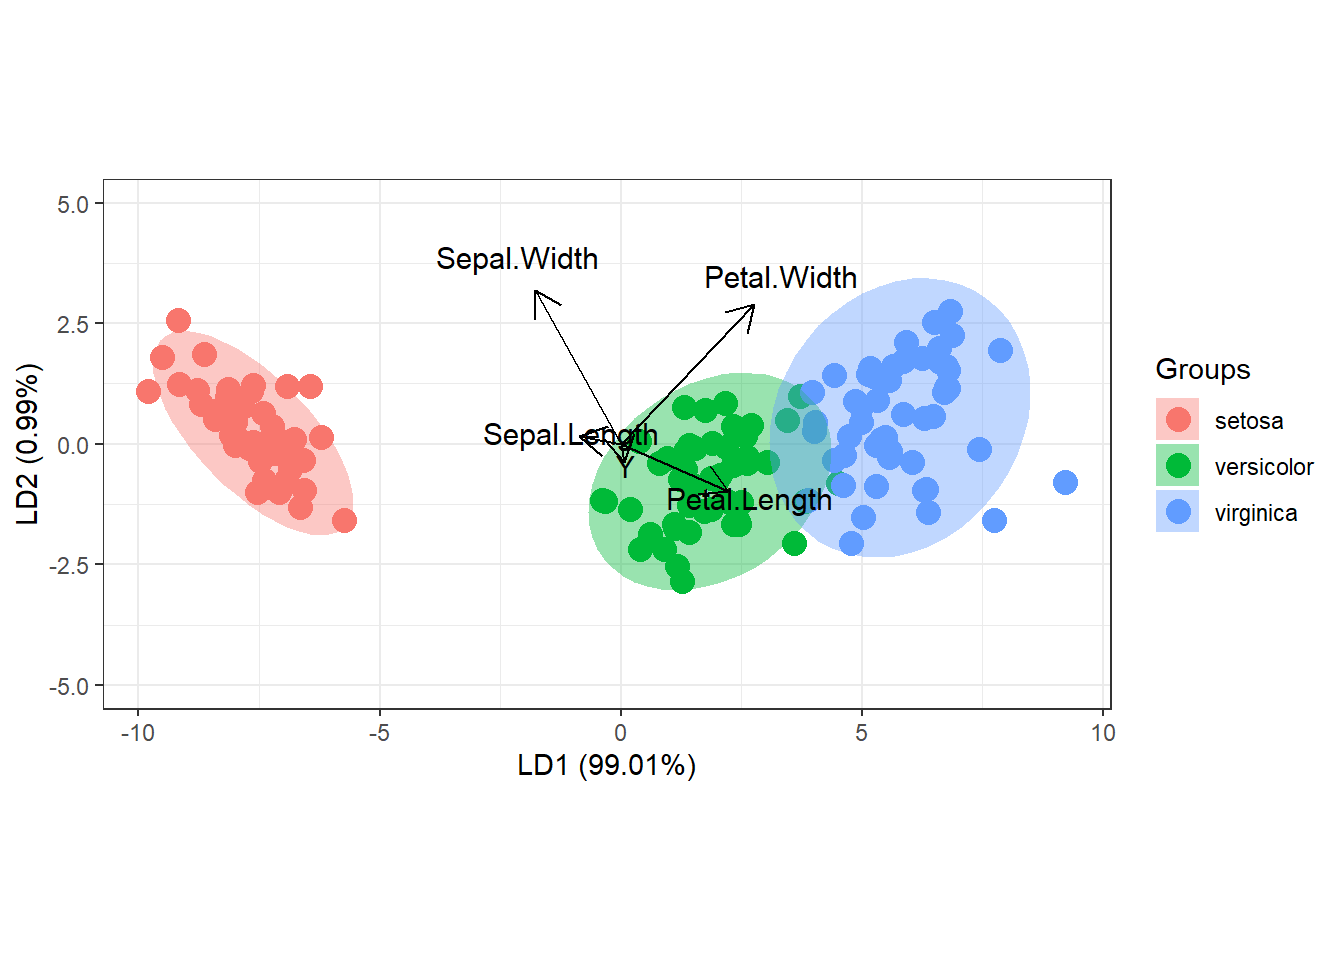 Sepal.Width
Petal.Width
Sepal.Length
Y
Petal.Length
5.0
2.5
0.0
-2.5
-5.0
LD2 (0.99%)
-10
-5
0
5
10
LD1 (99.01%)
Groups
setosa
versicolor
virginica